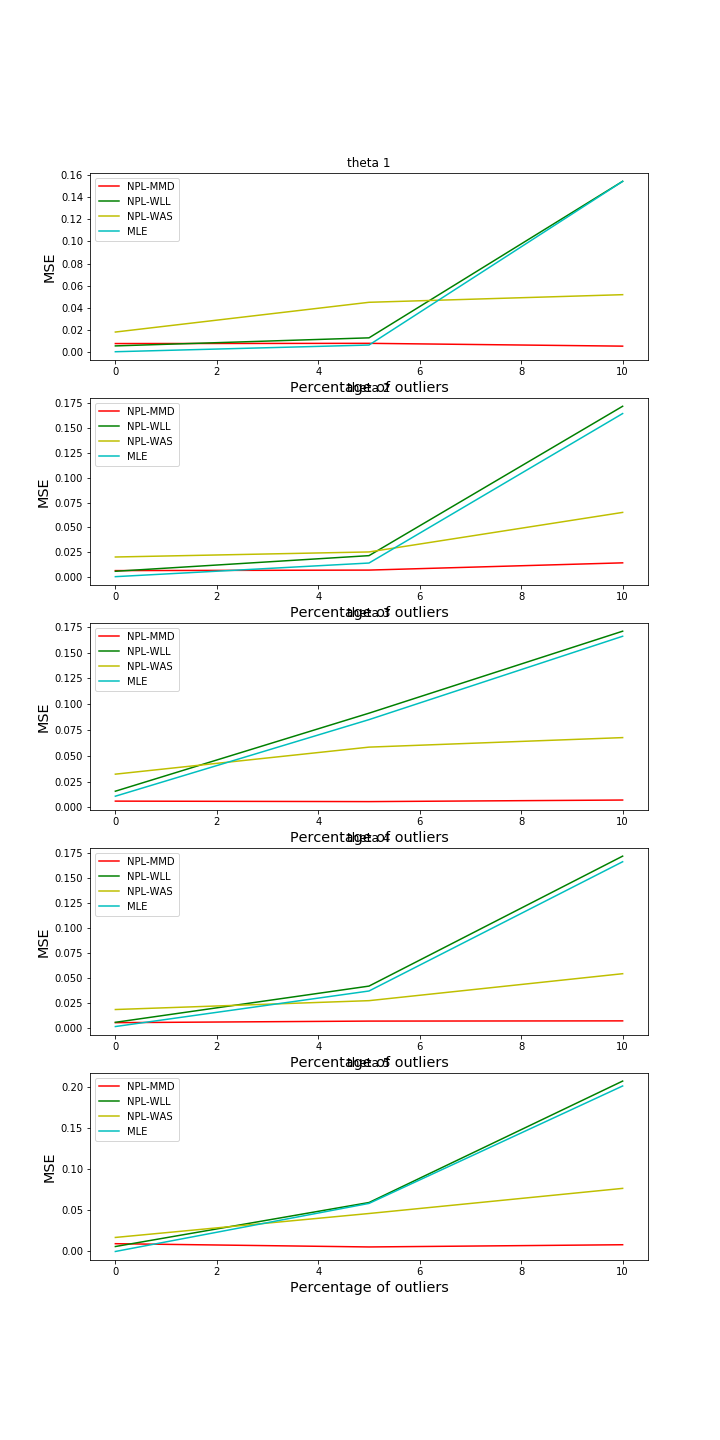 theta 1
0.16
0.14
0.12
0.10
0.08
0.06
0.04
0.02
0.00
MSE
NPL-MMD
NPL-WLL
NPL-WAS
MLE
0 2 4 6 8 10
Percentage of outliers
theta 2
0.175
0.150
0.125
0.100
0.075
0.050
0.025
0.000
MSE
NPL-MMD
NPL-WLL
NPL-WAS
MLE
0 2 4 6 8 10
Percentage of outliers
theta 3
0.175
0.150
0.125
0.100
0.075
0.050
0.025
0.000
MSE
NPL-MMD
NPL-WLL
NPL-WAS
MLE
0 2 4 6 8 10
Percentage of outliers
theta 4
0.175
0.150
0.125
0.100
0.075
0.050
0.025
0.000
MSE
NPL-MMD
NPL-WLL
NPL-WAS
MLE
0 2 4 6 8 10
Percentage of outliers
theta 5
0.20
0.15
0.10
0.05
0.00
MSE
NPL-MMD
NPL-WLL
NPL-WAS
MLE
0 2 4 6 8 10
Percentage of outliers